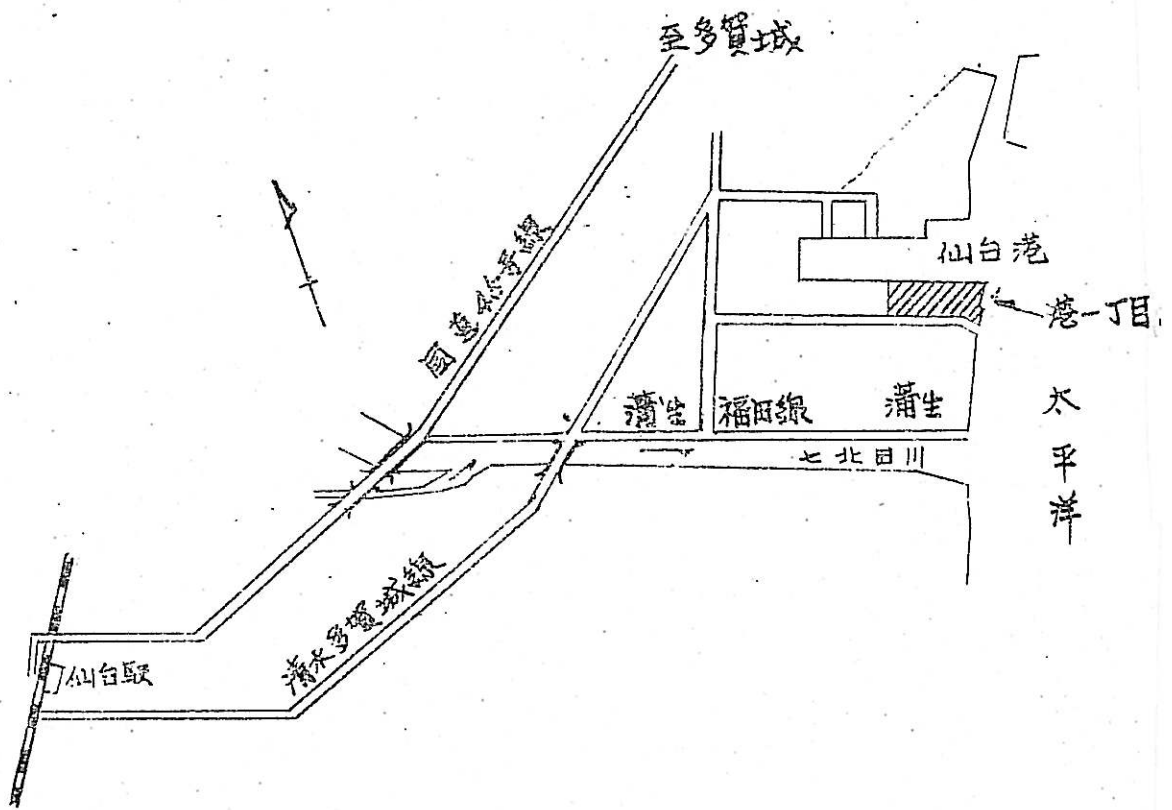 至多賀城
国道45号線
仙台港
港一丁目
蒲生 福田線 蒲生
七北田川
太平洋
清水多賀城線
仙台駅